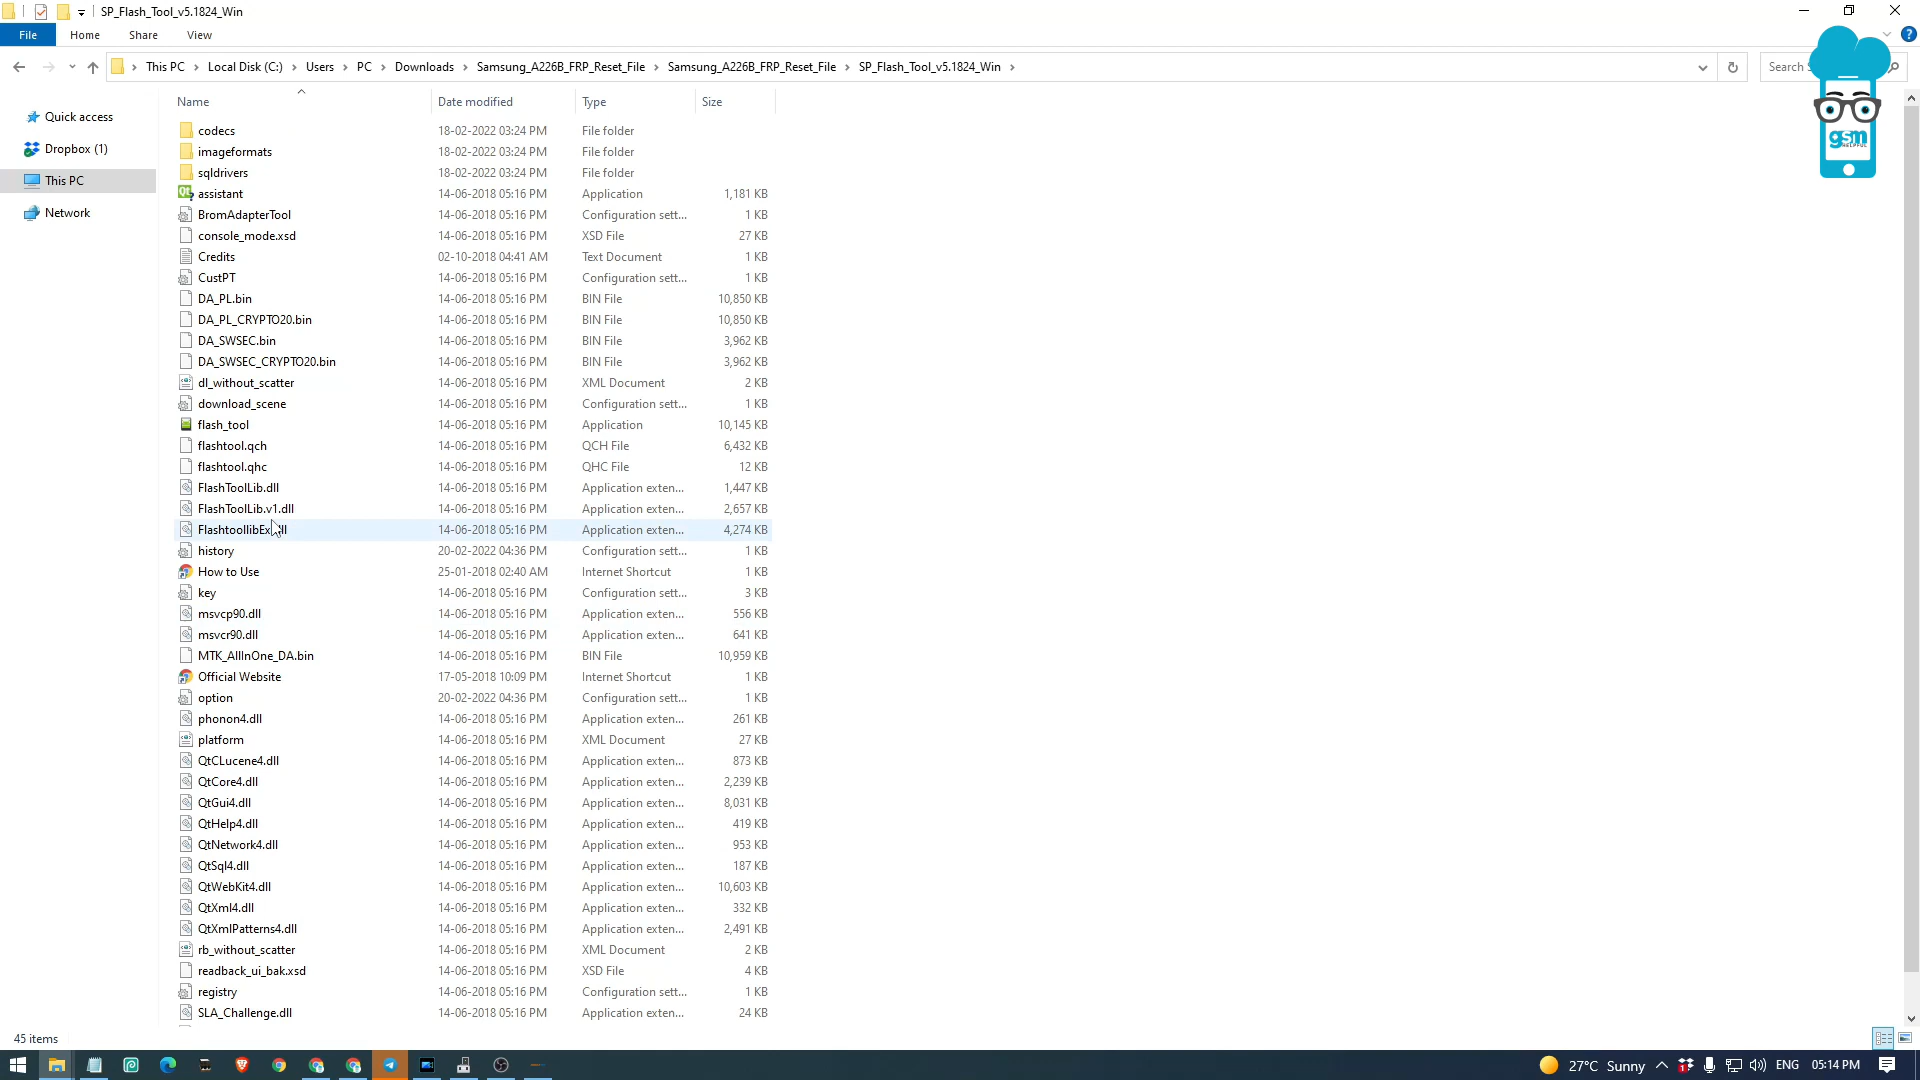 SP_Flash_Tool_v5.1824_Win
File Home Share View
This PC Local Disk (C:) Users PC Downloads Samsung_A226B_FRP_Reset_File Samsung_A226B_FRP_Reset_File SP_Flash_Tool_v5.1824_Win
Search
Quick access
Dropbox (1)
This PC
Network
gsm
Name Date modified Type Size
codecs 18-02-2022 03:24 PM File folder
imageformats 18-02-2022 03:24 PM File folder
sqldrivers 18-02-2022 03:24 PM File folder
assistant 14-06-2018 05:16 PM Application 1,181 KB
BromAdapterTool 14-06-2018 05:16 PM Configuration sett... 1 KB
console_mode.xsd 14-06-2018 05:16 PM XSD File 27 KB
Credits 02-10-2018 04:41 AM Text Document 1 KB
CustPT 14-06-2018 05:16 PM Configuration sett... 1 KB
DA_PL.bin 14-06-2018 05:16 PM BIN File 10,850 KB
DA_PL_CRYPTO20.bin 14-06-2018 05:16 PM BIN File 10,850 KB
DA_SWSEC.bin 14-06-2018 05:16 PM BIN File 3,962 KB
DA_SWSEC_CRYPTO20.bin 14-06-2018 05:16 PM BIN File 3,962 KB
dl_without_scatter 14-06-2018 05:16 PM XML Document 2 KB
download_scene 14-06-2018 05:16 PM Configuration sett... 1 KB
flash_tool 14-06-2018 05:16 PM Application 10,145 KB
flashtool.qch 14-06-2018 05:16 PM QCH File 6,432 KB
flashtool.qhc 14-06-2018 05:16 PM QHC File 12 KB
FlashToolLib.dll 14-06-2018 05:16 PM Application exten... 1,447 KB
FlashToolLib.v1.dll 14-06-2018 05:16 PM Application exten... 2,657 KB
FlashtoollibEx.dll 14-06-2018 05:16 PM Application exten... 4,274 KB
history 20-02-2022 04:36 PM Configuration sett... 1 KB
How to Use 25-01-2018 02:40 AM Internet Shortcut 1 KB
key 14-06-2018 05:16 PM Configuration sett... 3 KB
msvcp90.dll 14-06-2018 05:16 PM Application exten... 556 KB
msvcr90.dll 14-06-2018 05:16 PM Application exten... 641 KB
MTK_AllInOne_DA.bin 14-06-2018 05:16 PM BIN File 10,959 KB
Official Website 17-05-2018 10:09 PM Internet Shortcut 1 KB
option 20-02-2022 04:36 PM Configuration sett... 1 KB
phonon4.dll 14-06-2018 05:16 PM Application exten... 261 KB
platform 14-06-2018 05:16 PM XML Document 27 KB
QtCLucene4.dll 14-06-2018 05:16 PM Application exten... 873 KB
QtCore4.dll 14-06-2018 05:16 PM Application exten... 2,239 KB
QtGui4.dll 14-06-2018 05:16 PM Application exten... 8,031 KB
QtHelp4.dll 14-06-2018 05:16 PM Application exten... 419 KB
QtNetwork4.dll 14-06-2018 05:16 PM Application exten... 953 KB
QtSql4.dll 14-06-2018 05:16 PM Application exten... 187 KB
QtWebKit4.dll 14-06-2018 05:16 PM Application exten... 10,603 KB
QtXml4.dll 14-06-2018 05:16 PM Application exten... 332 KB
QtXmlPatterns4.dll 14-06-2018 05:16 PM Application exten... 2,491 KB
rb_without_scatter 14-06-2018 05:16 PM XML Document 2 KB
readback_ui_bak.xsd 14-06-2018 05:16 PM XSD File 4 KB
registry 14-06-2018 05:16 PM Configuration sett... 1 KB
SLA_Challenge.dll 14-06-2018 05:16 PM Application exten... 24 KB
45 items
27°C Sunny ENG 05:14 PM